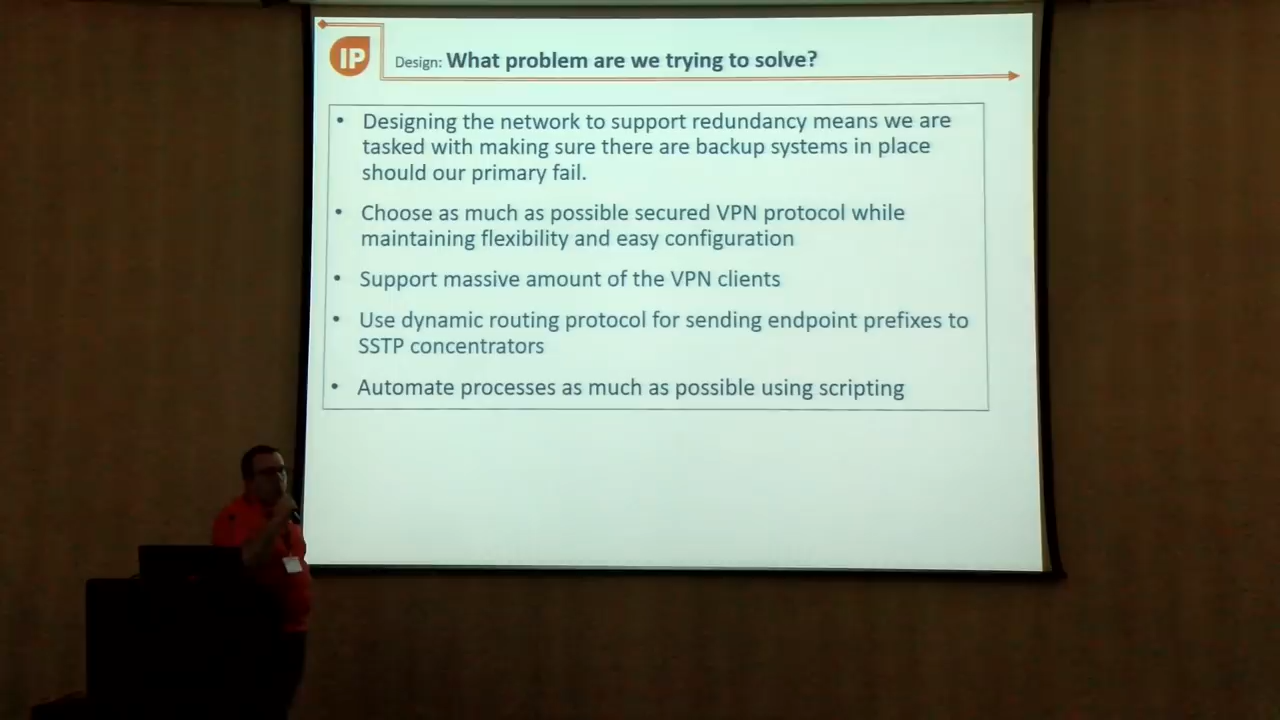 IP
Design: What problem are we trying to solve?
• Designing the network to support redundancy means we are
tasked with making sure there are backup systems in place
should our primary fail.
• Choose as much as possible secured VPN protocol while
maintaining flexibility and easy configuration
• Support massive amount of the VPN clients
• Use dynamic routing protocol for sending endpoint prefixes to
SSTP concentrators
• Automate processes as much as possible using scripting